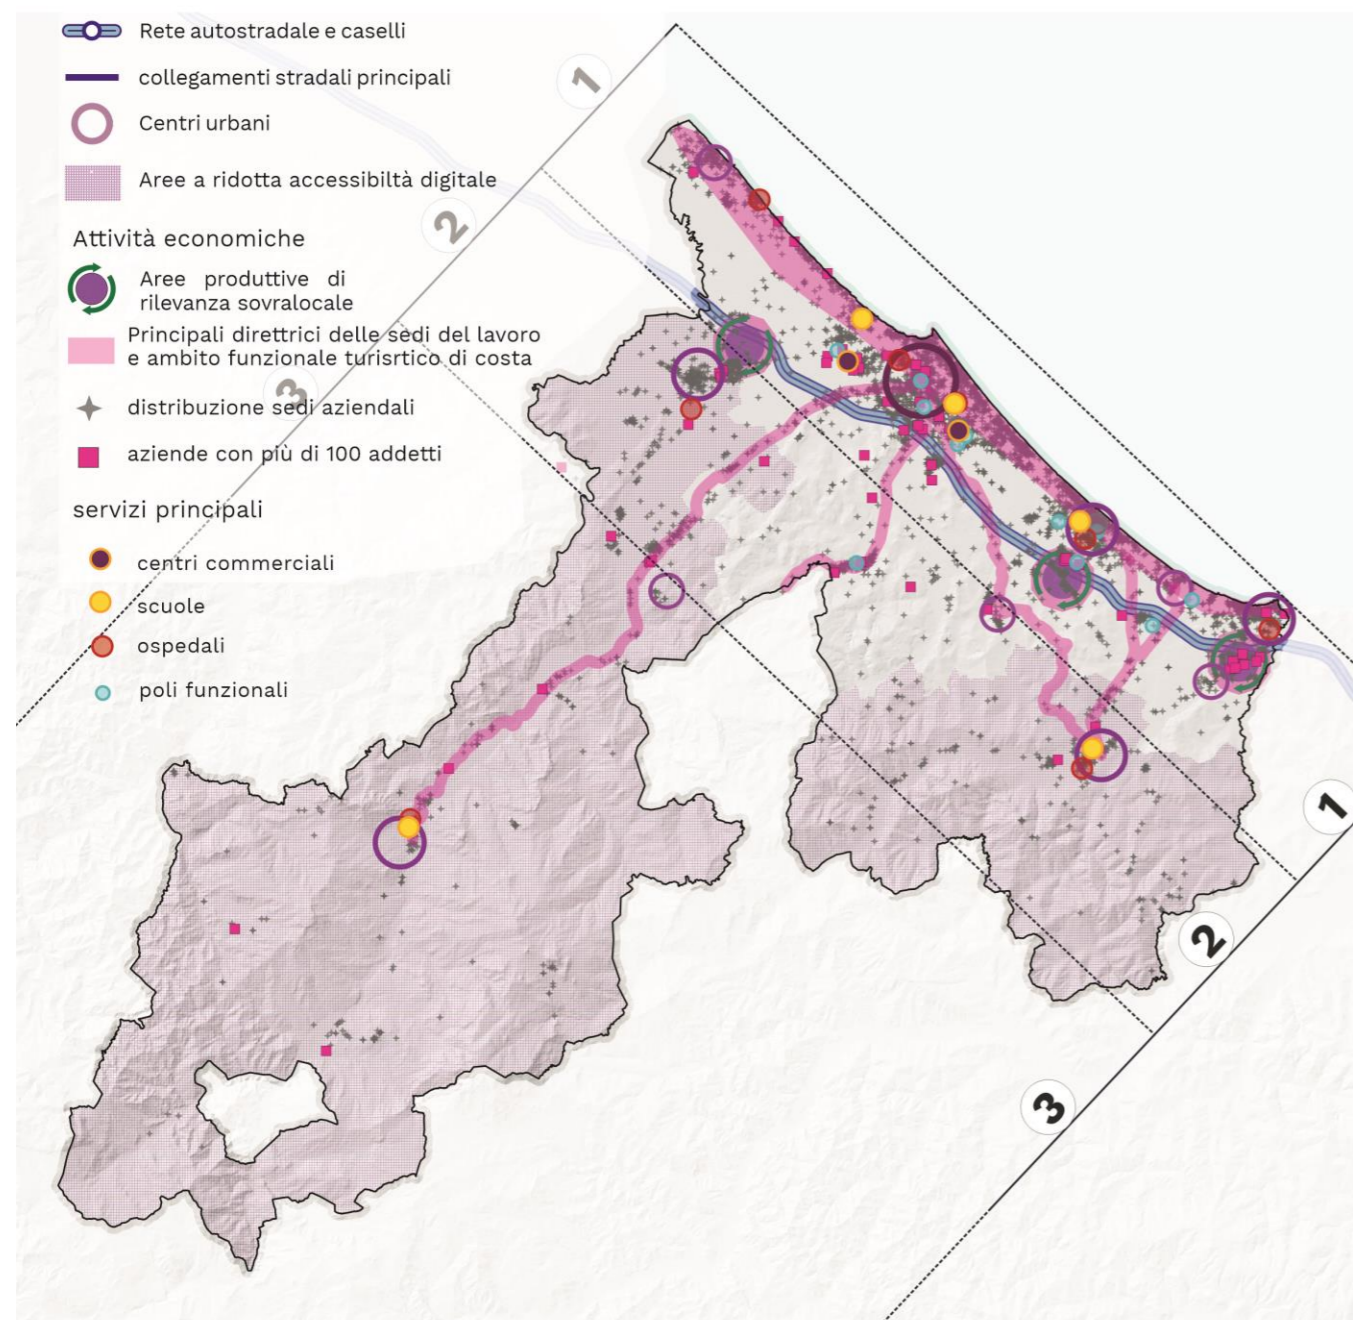 Rete autostradale e caselli
collegamenti stradali principali
Centri urbani
Aree a ridotta accessibiltà digitale
Attività economiche
Aree produttive di
rilevanza sovralocale
Principali direttrici delle sedi del lavoro
e ambito funzionale turisrtico di costa
distribuzione sedi aziendali
aziende con più di 100 addetti
servizi principali
centri commerciali
scuole
ospedali
poli funzionali
1
2
3
1
2
3